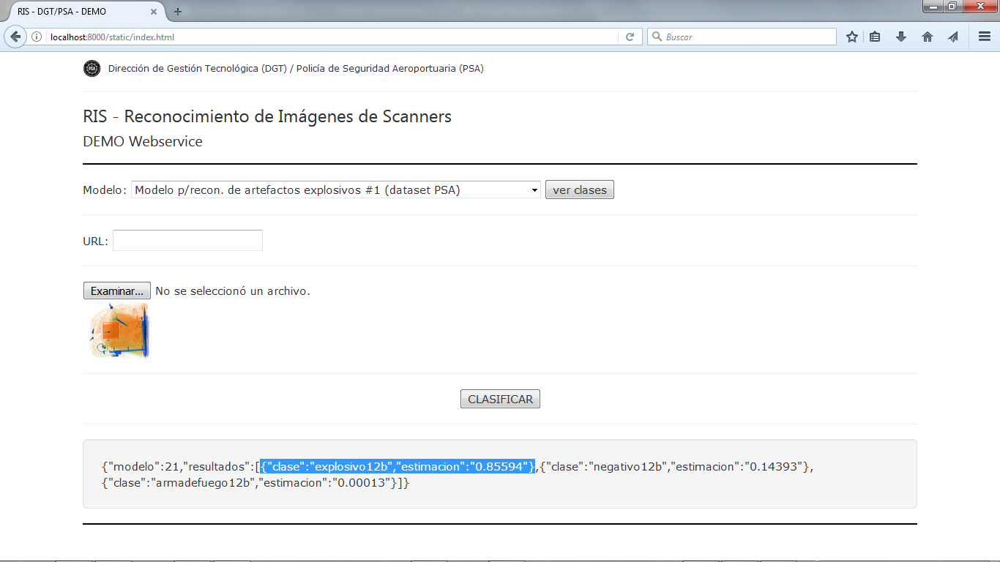 RIS - DGT/PSA - DEMO
localhost:8000/static/index.html
Buscar
PSA
Dirección de Gestión Tecnológica (DGT) / Policía de Seguridad Aeroportuaria (PSA)
RIS - Reconocimiento de Imágenes de Scanners
DEMO Webservice
Modelo: Modelo p/recon. de artefactos explosivos #1 (dataset PSA) ver clases
URL:
Examinar... No se seleccionó un archivo.
CLASIFICAR
{"modelo":21,"resultados":[{"clase":"explosivo12b","estimacion":"0.85594"},{"clase":"negativo12b","estimacion":"0.14393"},
{"clase":"armadefuego12b","estimacion":"0.00013"}]}